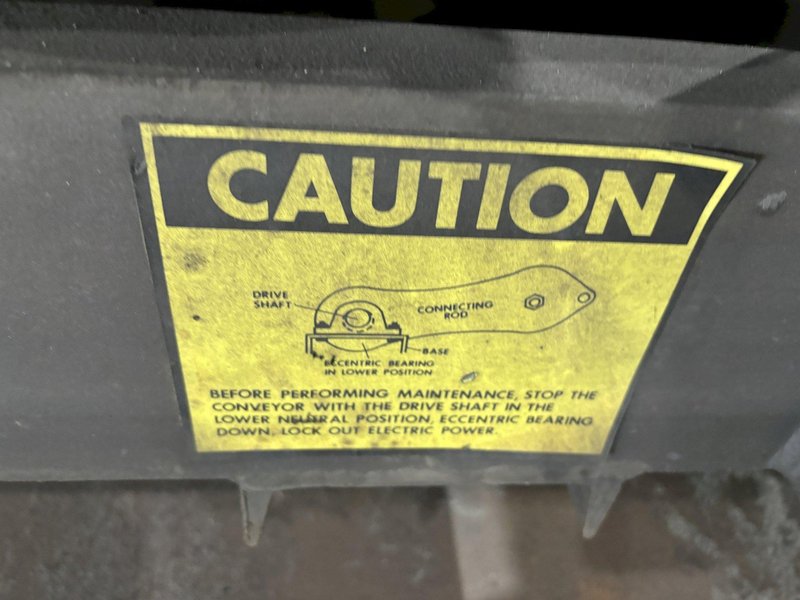 CAUTION
DRIVE
SHAFT
CONNECTING
ROD
BASE
ECCENTRIC BEARING
IN LOWER POSITION
BEFORE PERFORMING MAINTENANCE, STOP THE
CONVEYOR WITH THE DRIVE SHAFT IN THE
LOWER NEUTRAL POSITION, ECCENTRIC BEARING
DOWN. LOCK OUT ELECTRIC POWER.